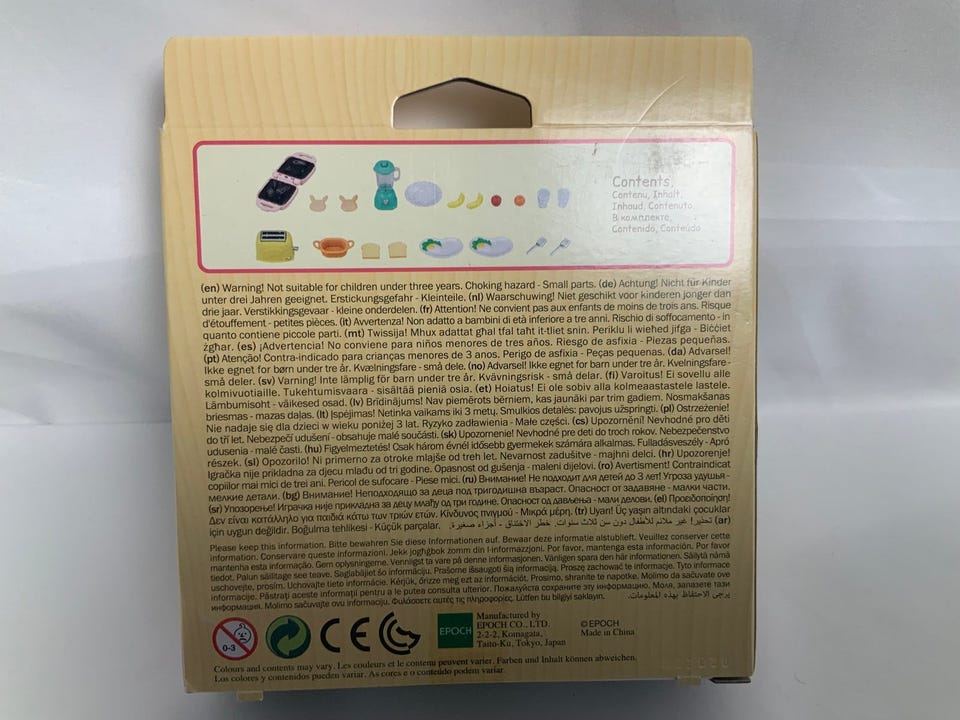 Contents,
Contenu, Inhalt,
Inhoud, Contenuto,
В комплекте,
Contenido, Conteúdo
(en) Warning! Not suitable for children under three years. Choking hazard - Small parts. (de) Achtung! Nicht für Kinder
unter drei Jahren geeignet. Erstickungsgefahr - Kleinteile. (nl) Waarschuwing! Niet geschikt voor kinderen jonger dan
drie jaar. Verstikkingsgevaar - kleine onderdelen. (fr) Attention! Ne convient pas aux enfants de moins de trois ans. Risque
d'étouffement - petites pièces. (it) Avvertenza! Non adatto a bambini di età inferiore a tre anni. Rischio di soffocamento - in
quanto contiene piccole parti. (mt) Twissija! Mhux adattat għal tfal taħt it-tliet snin. Periklu li wieħed jifga - Biċċiet
żgħar. (es) ¡Advertencia! No conviene para niños menores de tres años. Riesgo de asfixia - Piezas pequeñas.
(pt) Atenção! Contra-indicado para crianças menores de 3 anos. Perigo de asfixia - Peças pequenas. (da) Advarsel!
Ikke egnet for børn under tre år. Kvælningsfare - små dele. (no) Advarsel! Ikke egnet for barn under tre år. Kvelningsfare -
små deler. (sv) Varning! Inte lämplig för barn under tre år. Kvävningsrisk - små delar. (fi) Varoitus! Ei sovellu alle
kolmivuotiaille. Tukehtumisvaara - sisältää pieniä osia. (et) Hoiatus! Ei ole sobiv alla kolmeaastastele lastele.
Lämbumisoht - väikesed osad. (lv) Brīdinājums! Nav piemērots bērniem, kas jaunāki par trim gadiem. Nosmakšanas
briesmas - mazas daļas. (lt) Įspėjimas! Netinka vaikams iki 3 metų. Smulkios detalės: pavojus užspringti. (pl) Ostrzeżenie!
Nie nadaje się dla dzieci w wieku poniżej 3 lat. Ryzyko zadławienia - Małe części. (cs) Upozornění! Nevhodné pro děti
do tří let. Nebezpečí udušení - obsahuje malé součásti. (sk) Upozornenie! Nevhodné pre deti do troch rokov. Nebezpečenstvo
udusenia - malé časti. (hu) Figyelmeztetés! Csak három évnél idősebb gyermekek számára alkalmas. Fulladásveszély - Apró
részek. (sl) Opozorilo! Ni primerno za otroke mlajše od treh let. Nevarnost zadušitve - majhni delci. (hr) Upozorenje!
Igračka nije prikladna za djecu mlađu od tri godine. Opasnost od gušenja - maleni dijelovi. (ro) Avertisment! Contraindicat
copiilor mai mici de trei ani. Pericol de sufocare - Piese mici. (ru) Внимание! Не подходит для детей до 3 лет! Угроза удушья -
мелкие детали. (bg) Внимание! Неподходящо за деца под тригодишна възраст. Опасност от задавяне - малки части.
(sr) Упозорење! Играчка није прикладна за децу млађу од три године. Опасност од давњења - мали делови. (el) Προειδοποίηση!
Δεν είναι κατάλληλο για παιδιά κάτω των τριών ετών. Κίνδυνος πνιγμού - Μικρά μέρη. (tr) Uyarı! Üç yaşın altındaki çocuklar
için uygun değildir. Boğulma tehlikesi - Küçük parçalar. (ar) تحذير! غير ملائم للأطفال دون سن ثلاث سنوات. خطر الاختناق - أجزاء صغيرة.
Please keep this information. Bitte bewahren Sie diese Informationen auf. Bewaar deze informatie alstublieft. Veuillez conserver cette
information. Conservare queste informazioni. Jekk jogħġbok żomm din l-informazzjoni. Por favor, mantenga esta información. Por favor
mantenha esta informação. Gem oplysningerne. Vennligst ta vare på denne informasjonen. Vänligen spara den här informationen. Säilytä nämä
tiedot. Palun säilitage see teave. Saglabājiet šo informāciju. Prašome išsaugoti šią informaciją. Proszę zachować te informacje. Tyto informace
uschovejte, prosím. Uchovajte tieto informácie. Kérjük, őrizze meg ezt az információt. Prosimo, shranite te napotke. Molimo da sačuvate ove
informacije. Păstrați aceste informații pentru a le putea consulta ulterior. Пожалуйста сохраните эту информацию. Моля, запазете тази
информация. Molimo sačuvajte ovu informaciju. Φυλάσσουν αυτές τις πληροφορίες. Lütfen bu bilgiyi saklayın. يرجى الاحتفاظ بهذه المعلومات.
0-3
CE
EPOCH
Manufactured by
EPOCH CO., LTD.
2-2-2, Komagata,
Taito-Ku, Tokyo, Japan
© EPOCH
Made in China
Colours and contents may vary. Les couleurs et le contenu peuvent varier. Farben und Inhalt können abweichen.
Los colores y contenidos pueden variar. As cores e o conteúdo podem variar.